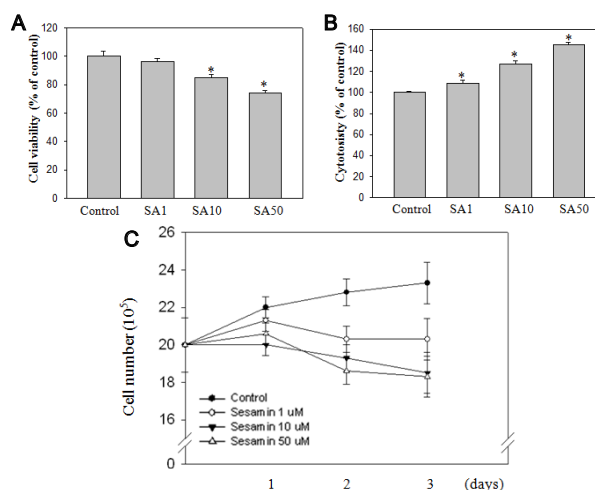 A
Cell viability (% of control)
120
100
80
60
40
20
0
*
*
Control SA1 SA10 SA50
B
Cytotosisty (% of control)
160
140
120
100
80
60
40
20
0
*
*
*
Control SA1 SA10 SA50
C
Cell number (10⁵)
26
24
22
20
18
16
0
Control
Sesamin 1 uM
Sesamin 10 uM
Sesamin 50 uM
1 2 3 (days)